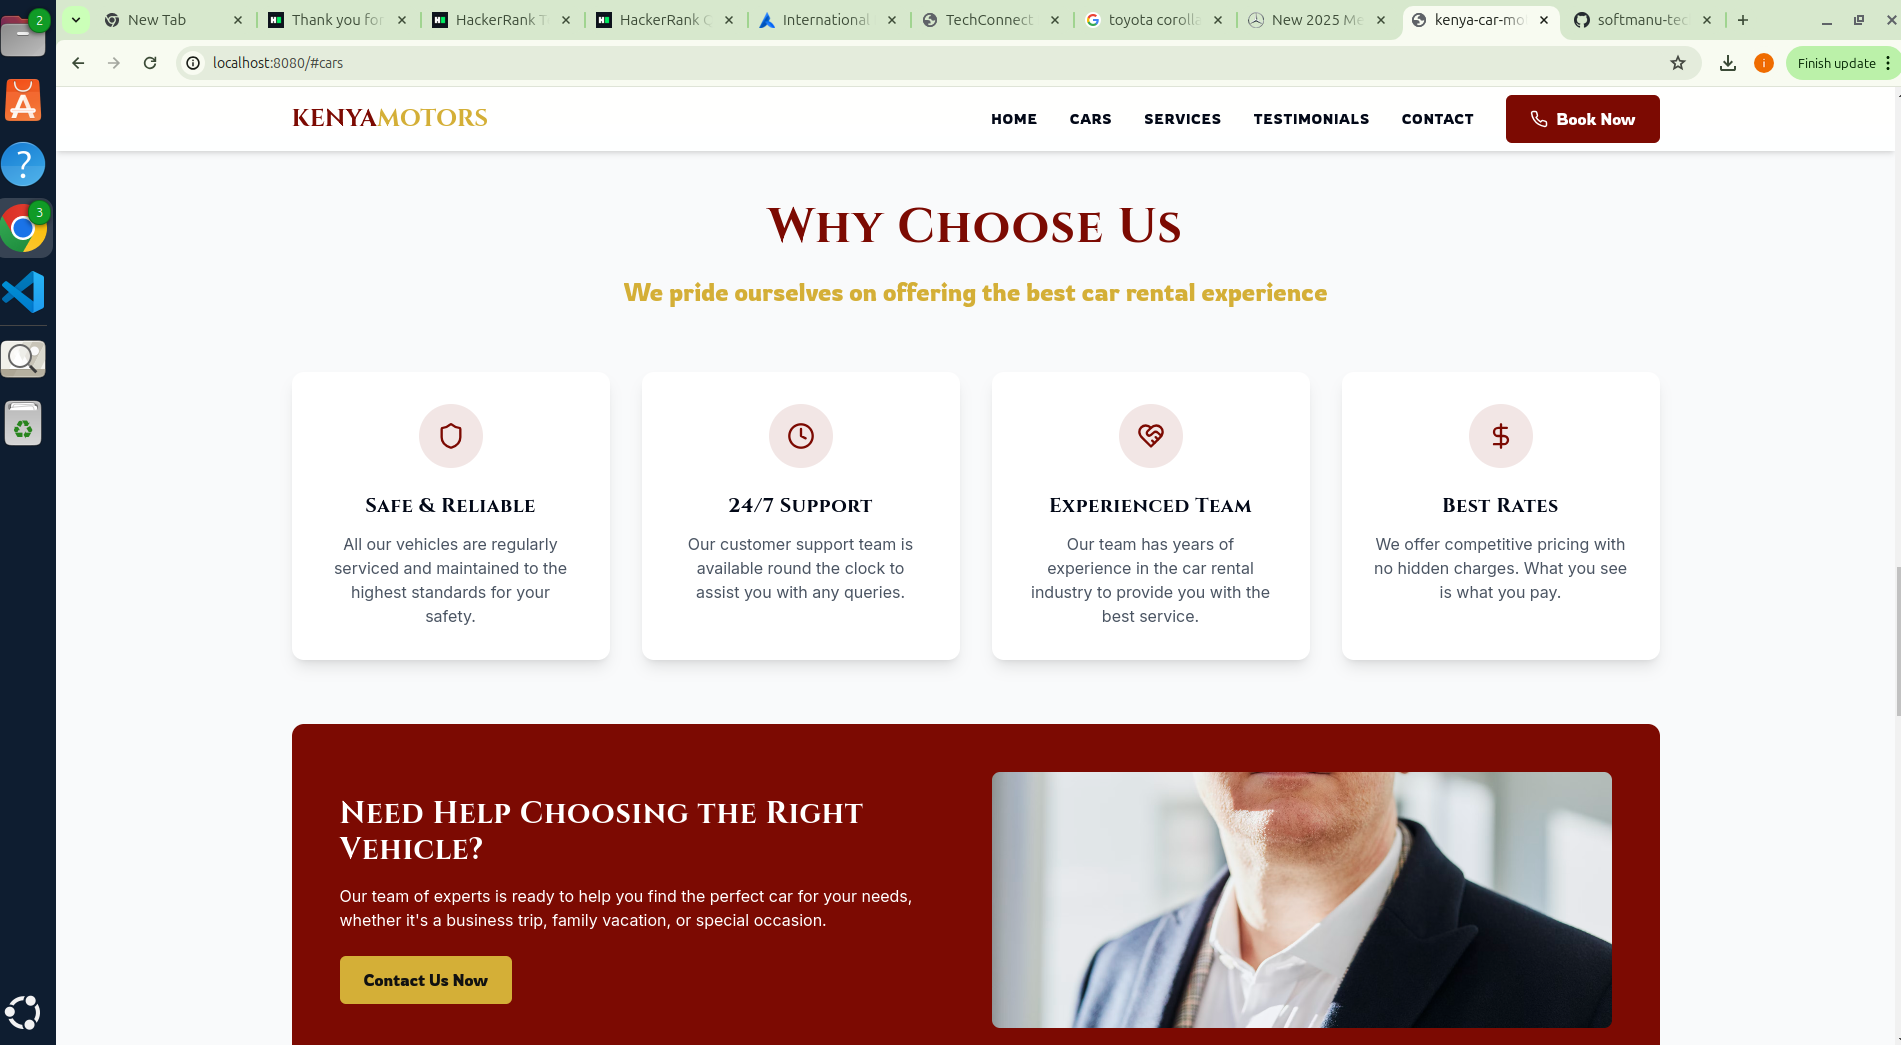 2
New Tab
Thank you for
HackerRank T
HackerRank Q
International
TechConnect
toyota corolla
New 2025 Me
kenya-car-mo
softmanu-tec
localhost:8080/#cars
i
Finish update
KENYAMOTORS
HOME
CARS
SERVICES
TESTIMONIALS
CONTACT
Book Now
3
Why Choose Us
We pride ourselves on offering the best car rental experience
Safe & Reliable
All our vehicles are regularly
serviced and maintained to the
highest standards for your
safety.
24/7 Support
Our customer support team is
available round the clock to
assist you with any queries.
Experienced Team
Our team has years of
experience in the car rental
industry to provide you with the
best service.
Best Rates
We offer competitive pricing with
no hidden charges. What you see
is what you pay.
Need Help Choosing the Right
Vehicle?
Our team of experts is ready to help you find the perfect car for your needs,
whether it's a business trip, family vacation, or special occasion.
Contact Us Now